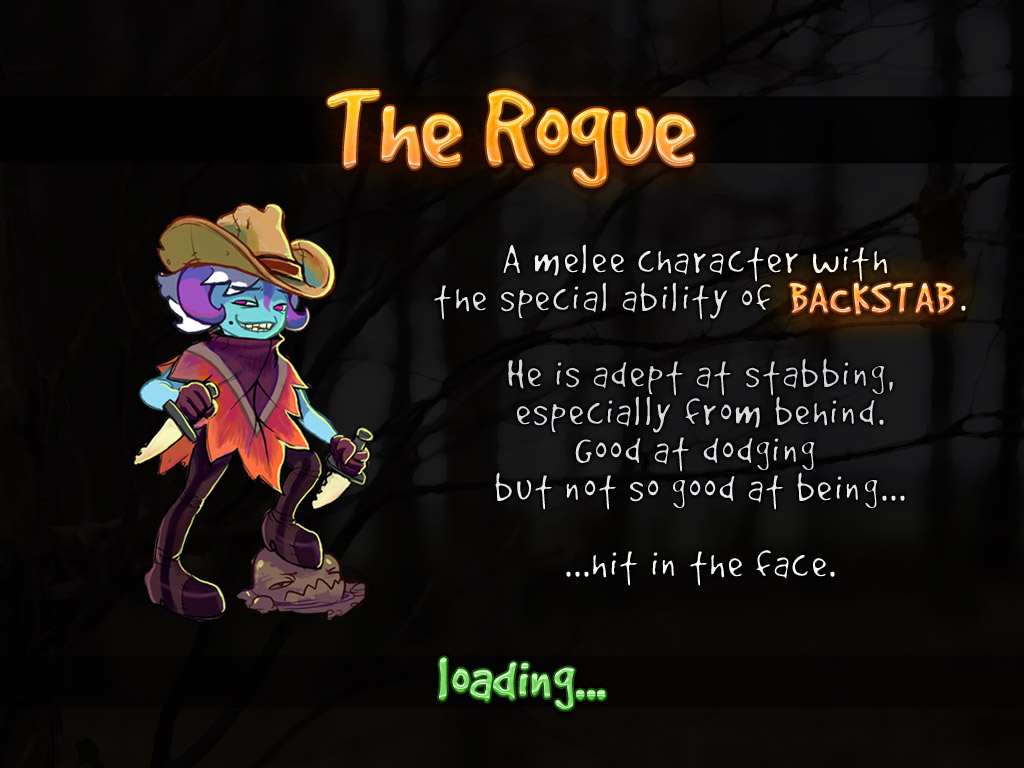 The Rogue
A melee character with
the special ability of BACKSTAB.
He is adept at stabbing,
especially from behind.
Good at dodging
but not so good at being...
...hit in the face.
loading...